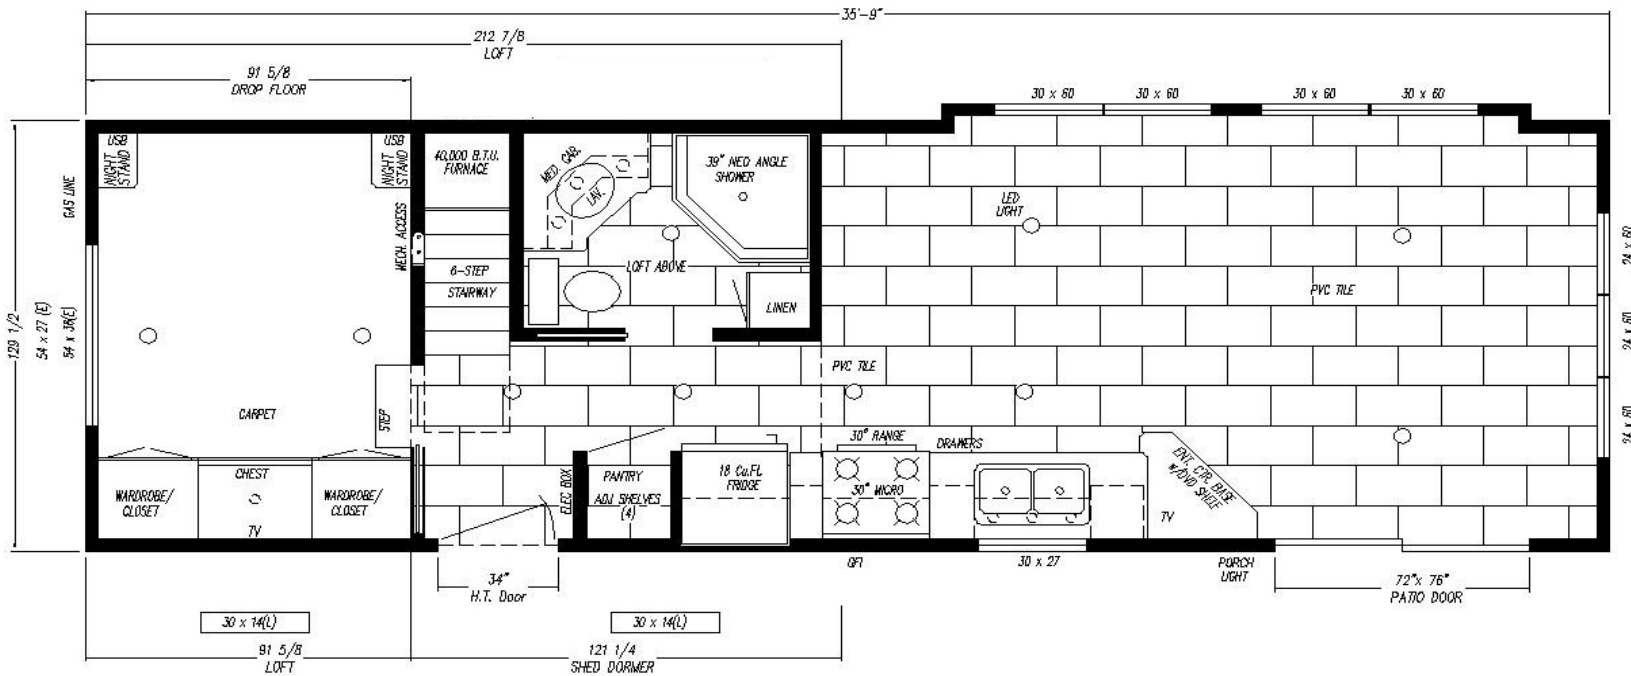 35'-9"
212 7/8
LOFT
91 5/8
DROP FLOOR
30 x 60
30 x 60
30 x 60
30 x 60
USB
NIGHT
STAND
USB
NIGHT
STAND
40,000 B.T.U.
FURNACE
MED. CAB.
LAV.
39" NEO ANGLE
SHOWER
GAS LINE
MECH. ACCESS
LED
LIGHT
6-STEP
STAIRWAY
LOFT ABOVE
LINEN
PVC TILE
24 x 60
24 x 60
24 x 60
129 1/2
54 x 27 (E)
54 x 36(E)
PVC TILE
CARPET
STEP
30" RANGE
DRAWERS
CHEST
WARDROBE/
CLOSET
WARDROBE/
CLOSET
TV
ELEC BOX
PANTRY
ADJ SHELVES
(4)
18 Cu.Ft.
FRIDGE
30" MICRO
ENT. CTR. BASE
W/DVD SHELF
TV
34"
H.T. Door
GFI
30 x 27
PORCH
LIGHT
72"x 76"
PATIO DOOR
30 x 14(L)
30 x 14(L)
91 5/8
LOFT
121 1/4
SHED DORMER